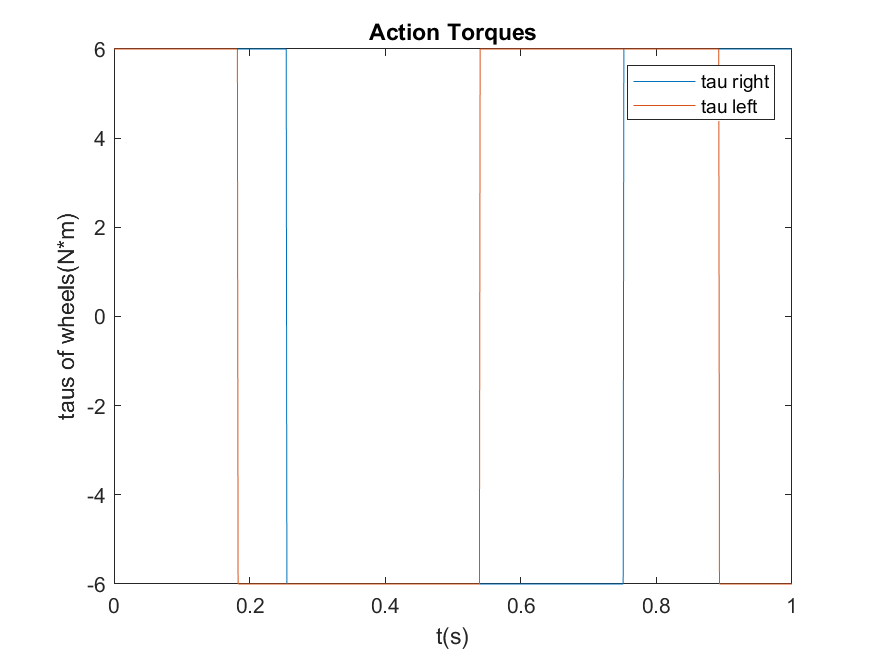 Action Torques
tau right
tau left
taus of wheels(N*m)
6
4
2
0
-2
-4
-6
0 0.2 0.4 0.6 0.8 1
t(s)